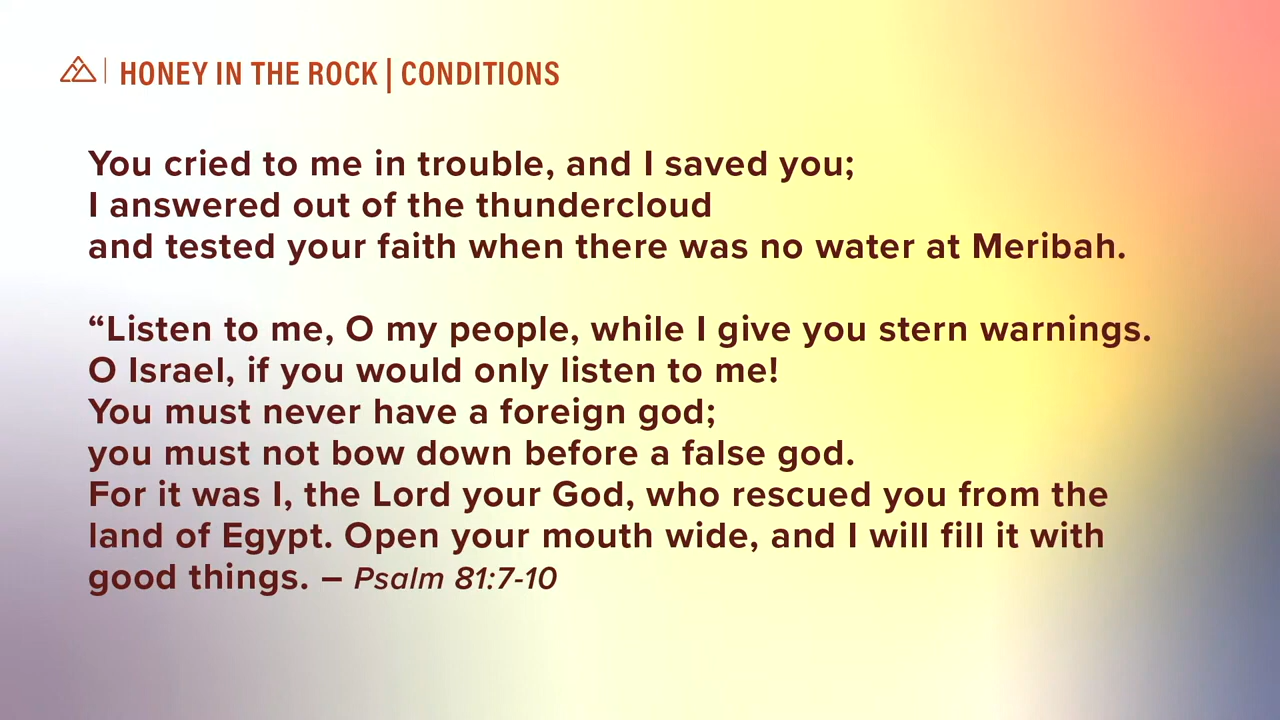 HONEY IN THE ROCK | CONDITIONS
You cried to me in trouble, and I saved you;
I answered out of the thundercloud
and tested your faith when there was no water at Meribah.
“Listen to me, O my people, while I give you stern warnings.
O Israel, if you would only listen to me!
You must never have a foreign god;
you must not bow down before a false god.
For it was I, the Lord your God, who rescued you from the
land of Egypt. Open your mouth wide, and I will fill it with
good things. – Psalm 81:7-10